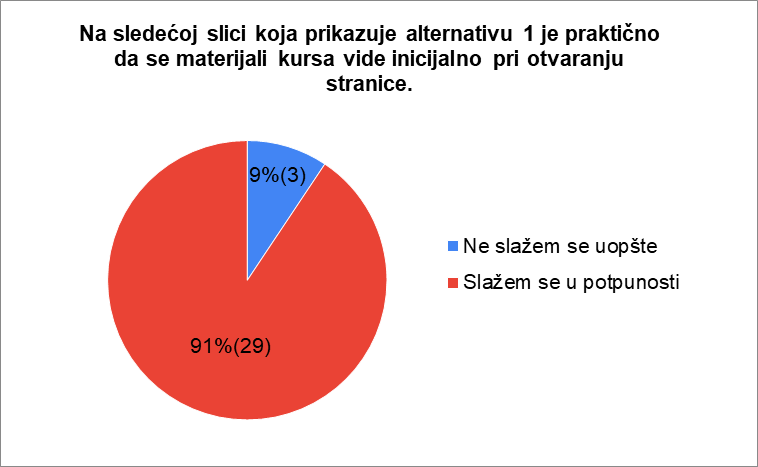 Na sledećoj slici koja prikazuje alternativu 1 je praktično
da se materijali kursa vide inicijalno pri otvaranju
stranice.
9%(3)
Ne slažem se uopšte
Slažem se u potpunosti
91%(29)